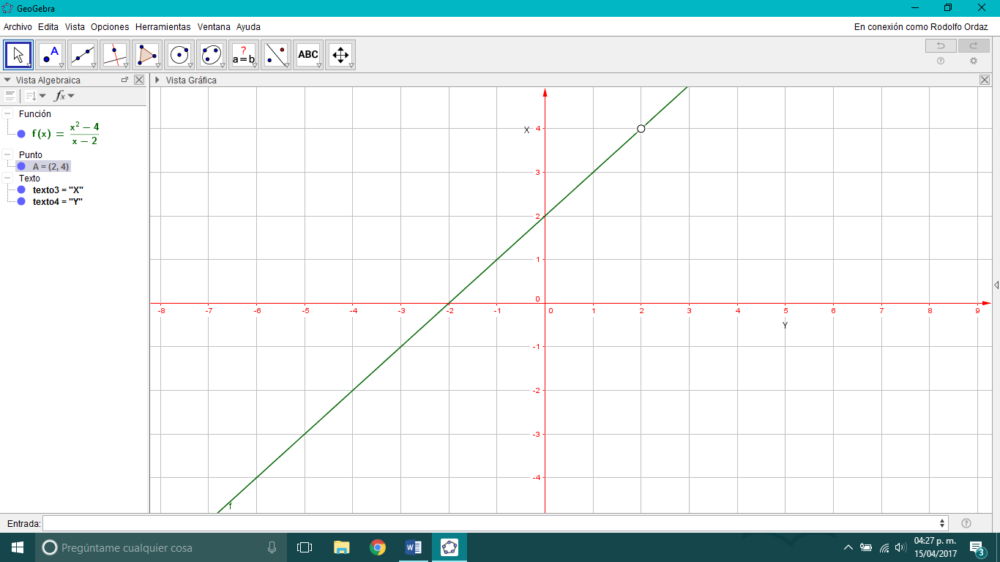 GeoGebra
Archivo Edita Vista Opciones Herramientas Ventana Ayuda
En conexión como Rodolfo Ordaz
A
?
a=b
ABC
Vista Algebraica
Vista Gráfica
fx
Función
f(x) = (x² − 4)/(x − 2)
Punto
A = (2, 4)
Texto
texto3 = "X"
texto4 = "Y"
X
4
3
2
1
0
-8 -7 -6 -5 -4 -3 -2 -1 0 1 2 3 4 5 6 7 8 9
Y
-1
-2
-3
-4
f
Entrada:
Pregúntame cualquier cosa
04:27 p. m.
15/04/2017
3